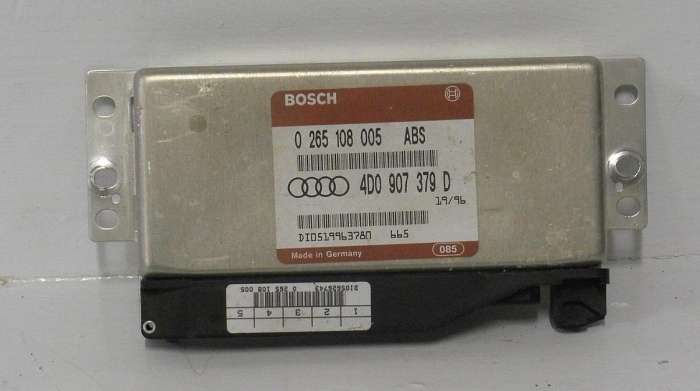 BOSCH
0 265 108 005 ABS
4D0 907 379 D
19/96
665
Made in Germany 085
0 265 108 005
1 2 3 4 5